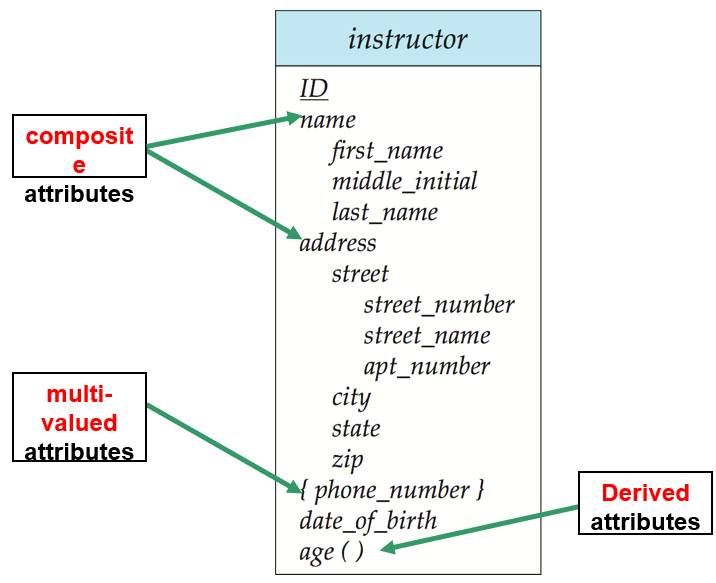 instructor
ID
name
first_name
middle_initial
last_name
address
street
street_number
street_name
apt_number
city
state
zip
{ phone_number }
date_of_birth
age ( )
composit
e
attributes
multi-
valued
attributes
Derived
attributes